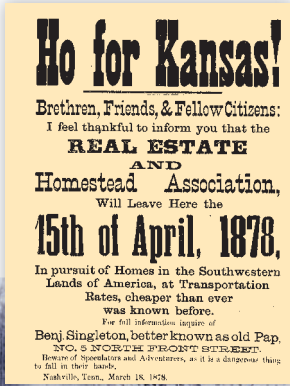 Ho for Kansas!
Brethren, Friends, & Fellow Citizens:
I feel thankful to inform you that the
REAL ESTATE
AND
Homestead Association,
Will Leave Here the
15th of April, 1878,
In pursuit of Homes in the Southwestern
Lands of America, at Transportation
Rates, cheaper than ever
was known before.
For full information inquire of
Benj. Singleton, better known as old Pap,
NO. 5 NORTH FRONT STREET.
Beware of Speculators and Adventurers, as it is a dangerous thing
to fall in their hands.
Nashville, Tenn., March 18, 1878.